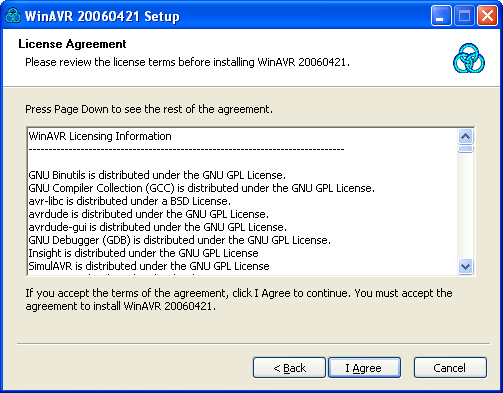 WinAVR 20060421 Setup
License Agreement
Please review the license terms before installing WinAVR 20060421.
Press Page Down to see the rest of the agreement.
WinAVR Licensing Information
--------------------------------------------------------------------------------
GNU Binutils is distributed under the GNU GPL License.
GNU Compiler Collection (GCC) is distributed under the GNU GPL License.
avr-libc is distributed under a BSD License.
avrdude is distributed under the GNU GPL License.
avrdude-gui is distributed under the GNU GPL License.
GNU Debugger (GDB) is distributed under the GNU GPL License.
Insight is distributed under the GNU GPL License
SimulAVR is distributed under the GNU GPL License
If you accept the terms of the agreement, click I Agree to continue. You must accept the
agreement to install WinAVR 20060421.
< Back
I Agree
Cancel